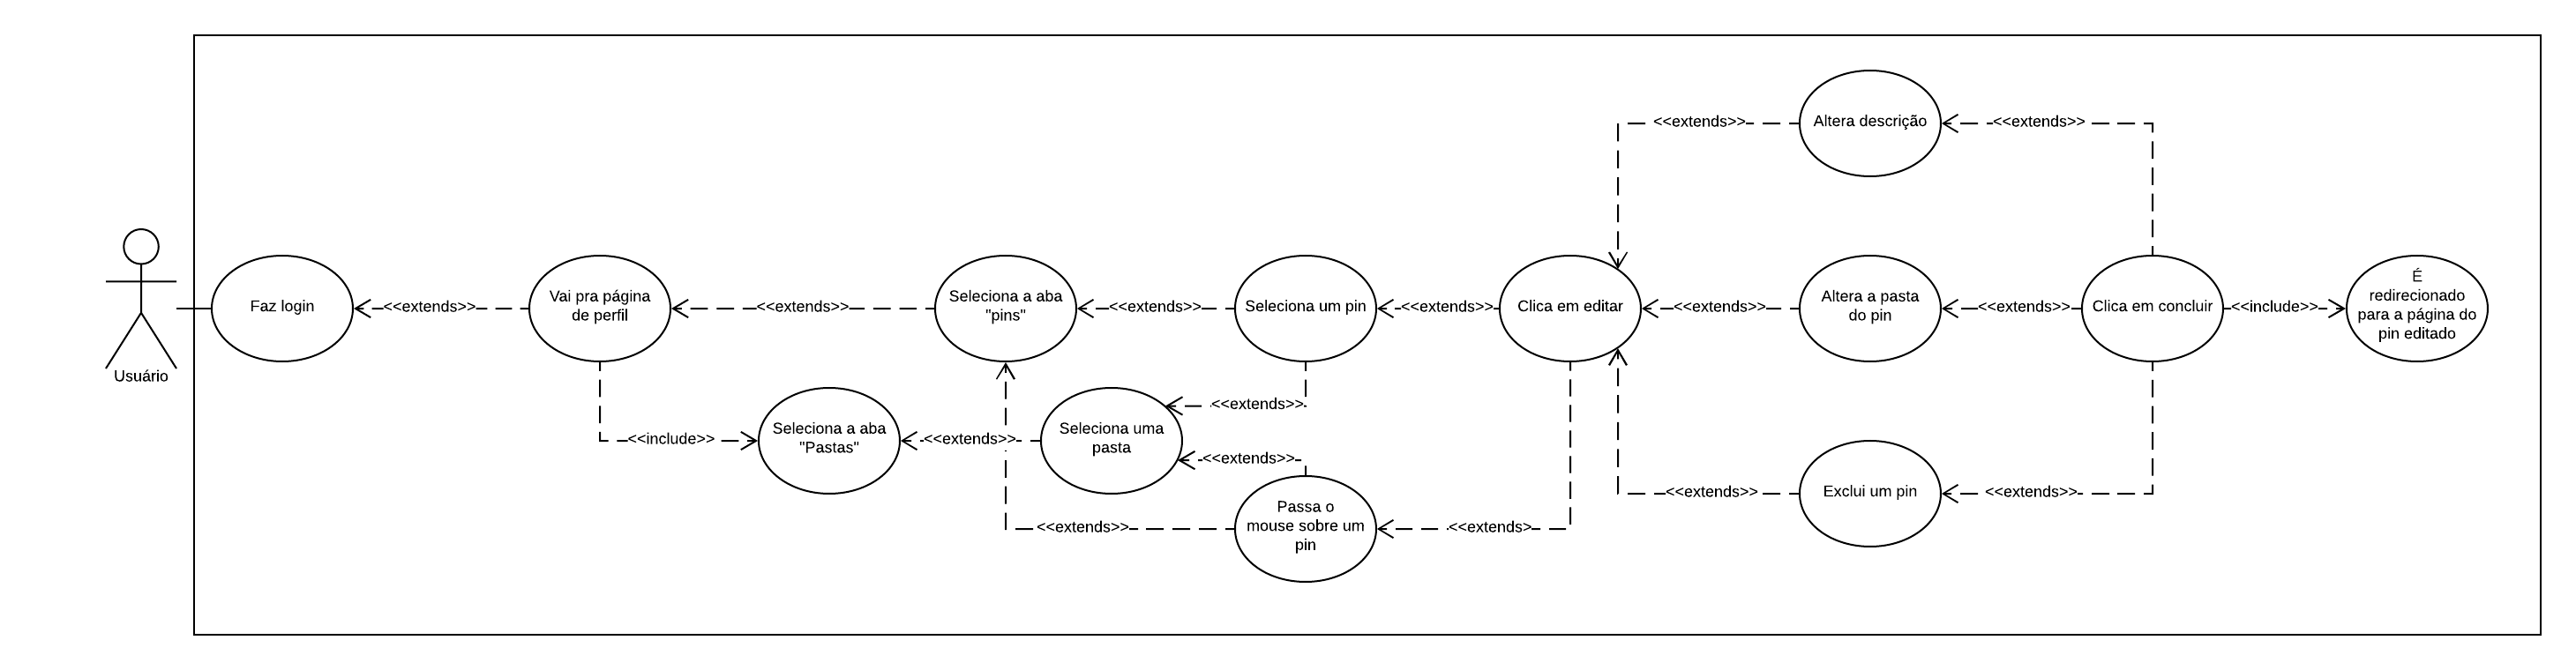 <<extends>>
Altera descrição
<<extends>>
Usuário
Faz login
<<extends>>
Vai pra página
de perfil
<<extends>>
Seleciona a aba
"pins"
<<extends>>
Seleciona um pin
<<extends>>
Clica em editar
<<extends>>
Altera a pasta
do pin
<<extends>>
Clica em concluir
<<include>>
É
redirecionado
para a página do
pin editado
<<include>>
Seleciona a aba
"Pastas"
<<extends>>
Seleciona uma
pasta
<<extends>>
<<extends>>
<<extends>>
Passa o
mouse sobre um
pin
<<extends>
<<extends>>
Exclui um pin
<<extends>>